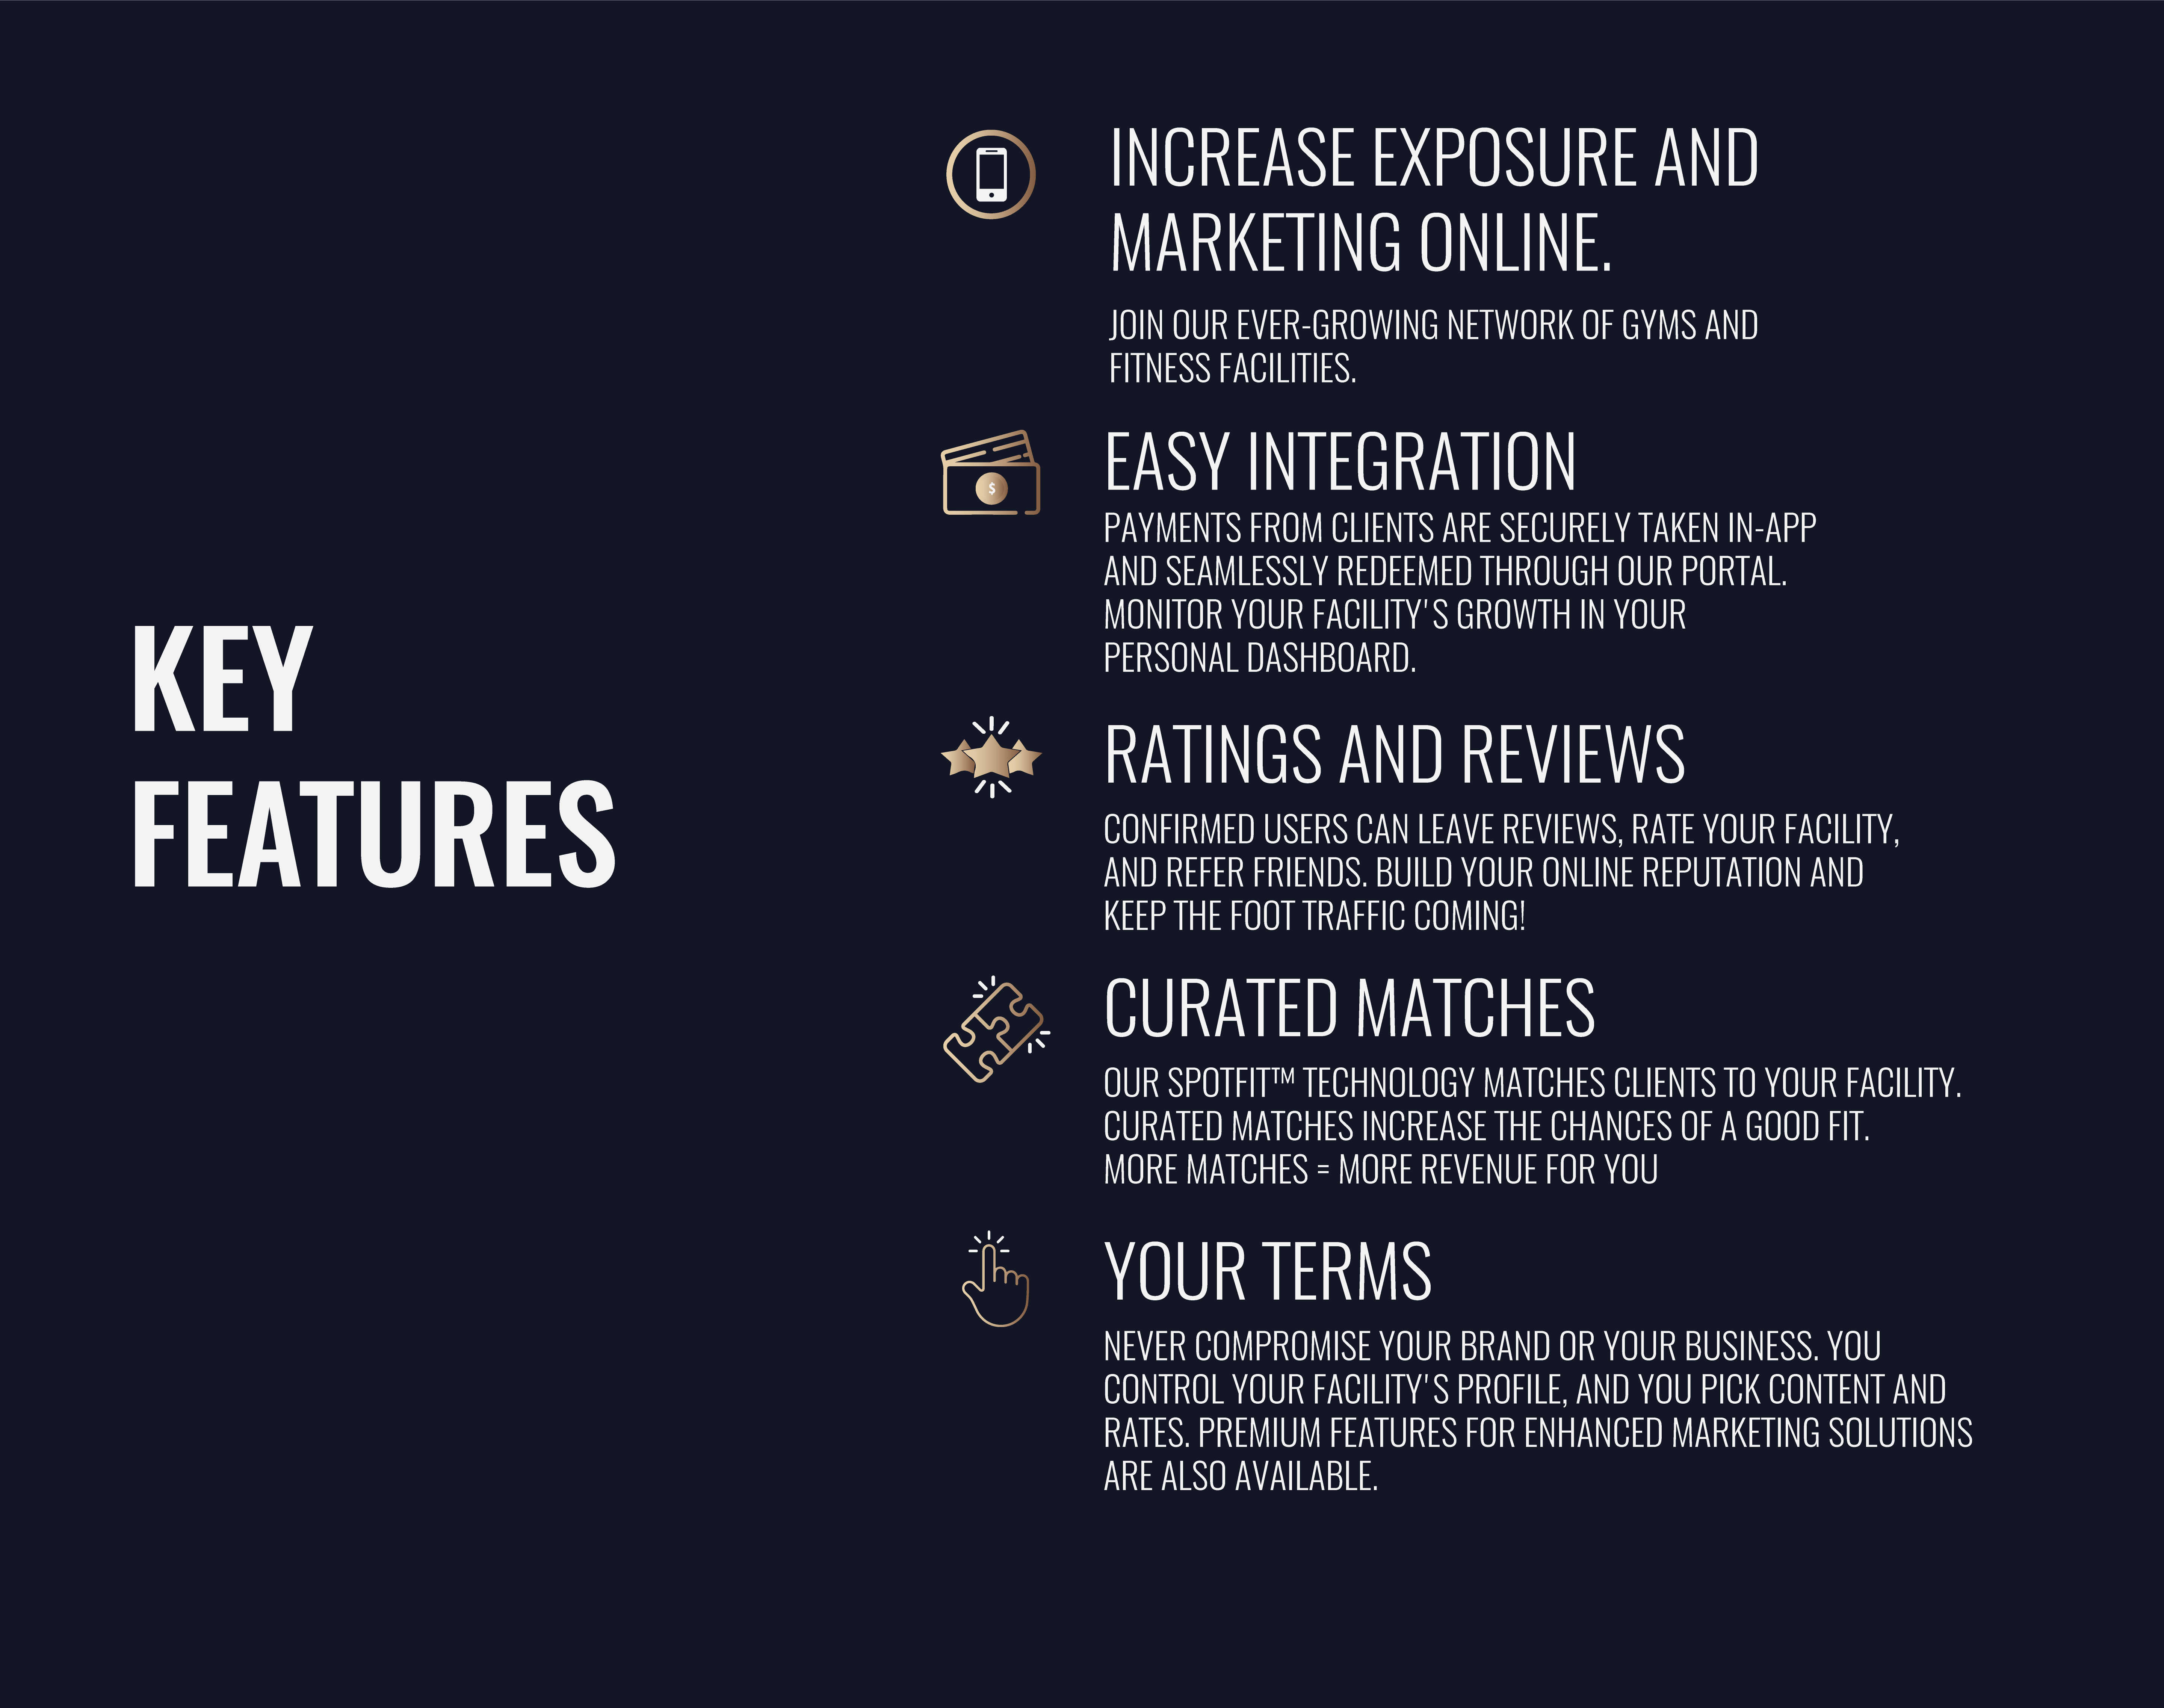 KEY
FEATURES
INCREASE EXPOSURE AND
MARKETING ONLINE.
JOIN OUR EVER-GROWING NETWORK OF GYMS AND
FITNESS FACILITIES.
$
EASY INTEGRATION
PAYMENTS FROM CLIENTS ARE SECURELY TAKEN IN-APP
AND SEAMLESSLY REDEEMED THROUGH OUR PORTAL.
MONITOR YOUR FACILITY'S GROWTH IN YOUR
PERSONAL DASHBOARD.
RATINGS AND REVIEWS
CONFIRMED USERS CAN LEAVE REVIEWS, RATE YOUR FACILITY,
AND REFER FRIENDS. BUILD YOUR ONLINE REPUTATION AND
KEEP THE FOOT TRAFFIC COMING!
CURATED MATCHES
OUR SPOTFIT™ TECHNOLOGY MATCHES CLIENTS TO YOUR FACILITY.
CURATED MATCHES INCREASE THE CHANCES OF A GOOD FIT.
MORE MATCHES = MORE REVENUE FOR YOU
YOUR TERMS
NEVER COMPROMISE YOUR BRAND OR YOUR BUSINESS. YOU
CONTROL YOUR FACILITY'S PROFILE, AND YOU PICK CONTENT AND
RATES. PREMIUM FEATURES FOR ENHANCED MARKETING SOLUTIONS
ARE ALSO AVAILABLE.